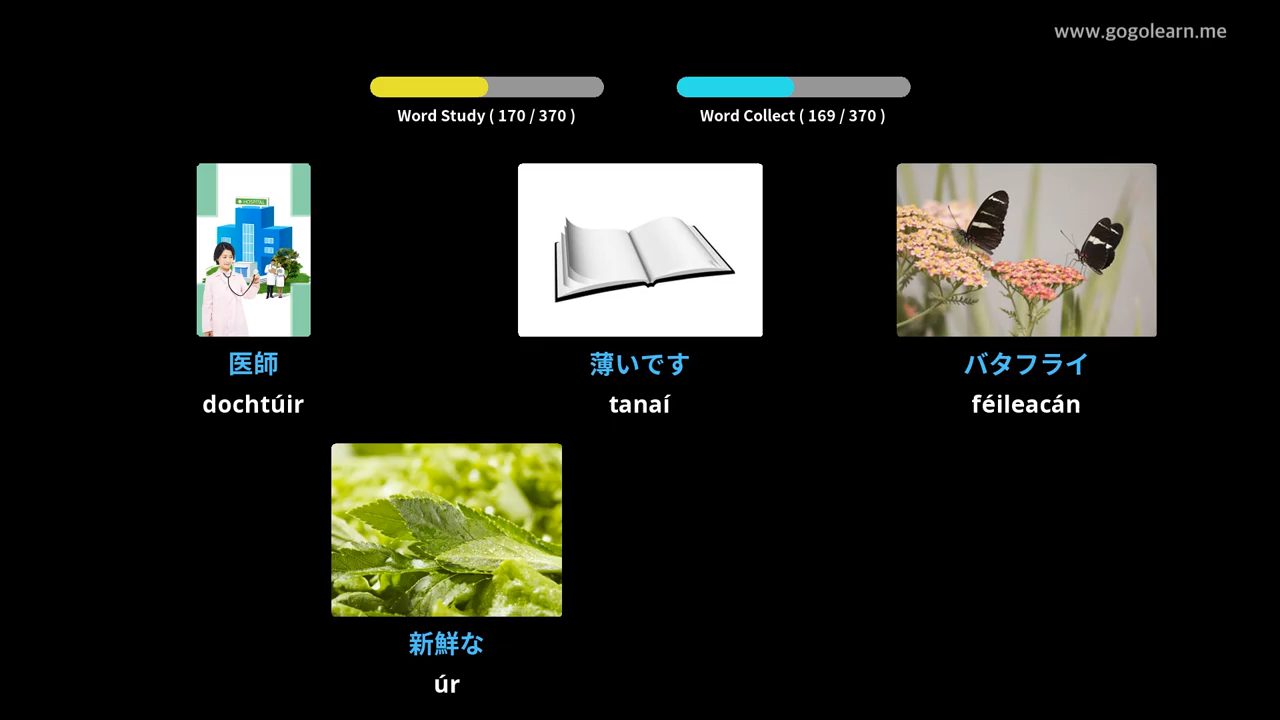 www.gogolearn.me
Word Study ( 170 / 370 )
Word Collect ( 169 / 370 )
HOSPITAL
医師
薄いです
バタフライ
dochtúir
tanaí
féileacán
新鮮な
úr